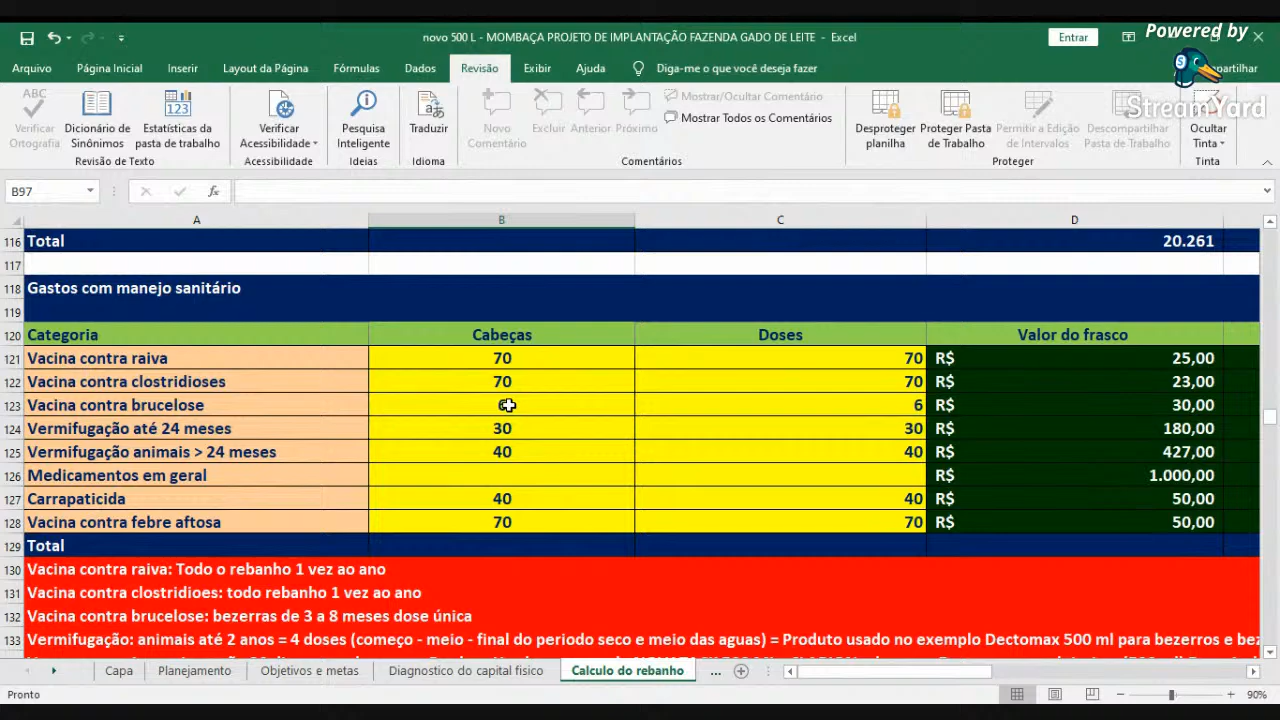 Powered by
StreamYard
novo 500 L - MOMBAÇA PROJETO DE IMPLANTAÇÃO FAZENDA GADO DE LEITE - Excel
Entrar
Arquivo Página Inicial Inserir Layout da Página Fórmulas Dados Revisão Exibir Ajuda Diga-me o que você deseja fazer
Verificar Ortografia
Dicionário de Sinônimos
Estatísticas da pasta de trabalho
Revisão de Texto
Verificar Acessibilidade
Acessibilidade
Pesquisa Inteligente
Ideias
Traduzir
Idioma
Novo Comentário
Excluir
Anterior
Próximo
Mostrar/Ocultar Comentário
Mostrar Todos os Comentários
Comentários
Desproteger planilha
Proteger Pasta de Trabalho
Permitir a Edição de Intervalos
Descompartilhar Pasta de Trabalho
Proteger
Ocultar Tinta
Tinta
B97 fx
A B C D
116 Total 20.261
117
118 Gastos com manejo sanitário
119
120 Categoria Cabeças Doses Valor do frasco
121 Vacina contra raiva 70 70 R$ 25,00
122 Vacina contra clostridioses 70 70 R$ 23,00
123 Vacina contra brucelose 6 R$ 30,00
124 Vermifugação até 24 meses 30 30 R$ 180,00
125 Vermifugação animais > 24 meses 40 40 R$ 427,00
126 Medicamentos em geral R$ 1.000,00
127 Carrapaticida 40 40 R$ 50,00
128 Vacina contra febre aftosa 70 70 R$ 50,00
129 Total
130 Vacina contra raiva: Todo o rebanho 1 vez ao ano
131 Vacina contra clostridioes: todo rebanho 1 vez ao ano
132 Vacina contra brucelose: bezerras de 3 a 8 meses dose única
133 Vermifugação: animais até 2 anos = 4 doses (começo - meio - final do periodo seco e meio das aguas) = Produto usado no exemplo Dectomax 500 ml para bezerros e bez
Capa Planejamento Objetivos e metas Diagnostico do capital fisico Calculo do rebanho ...
Pronto 90%